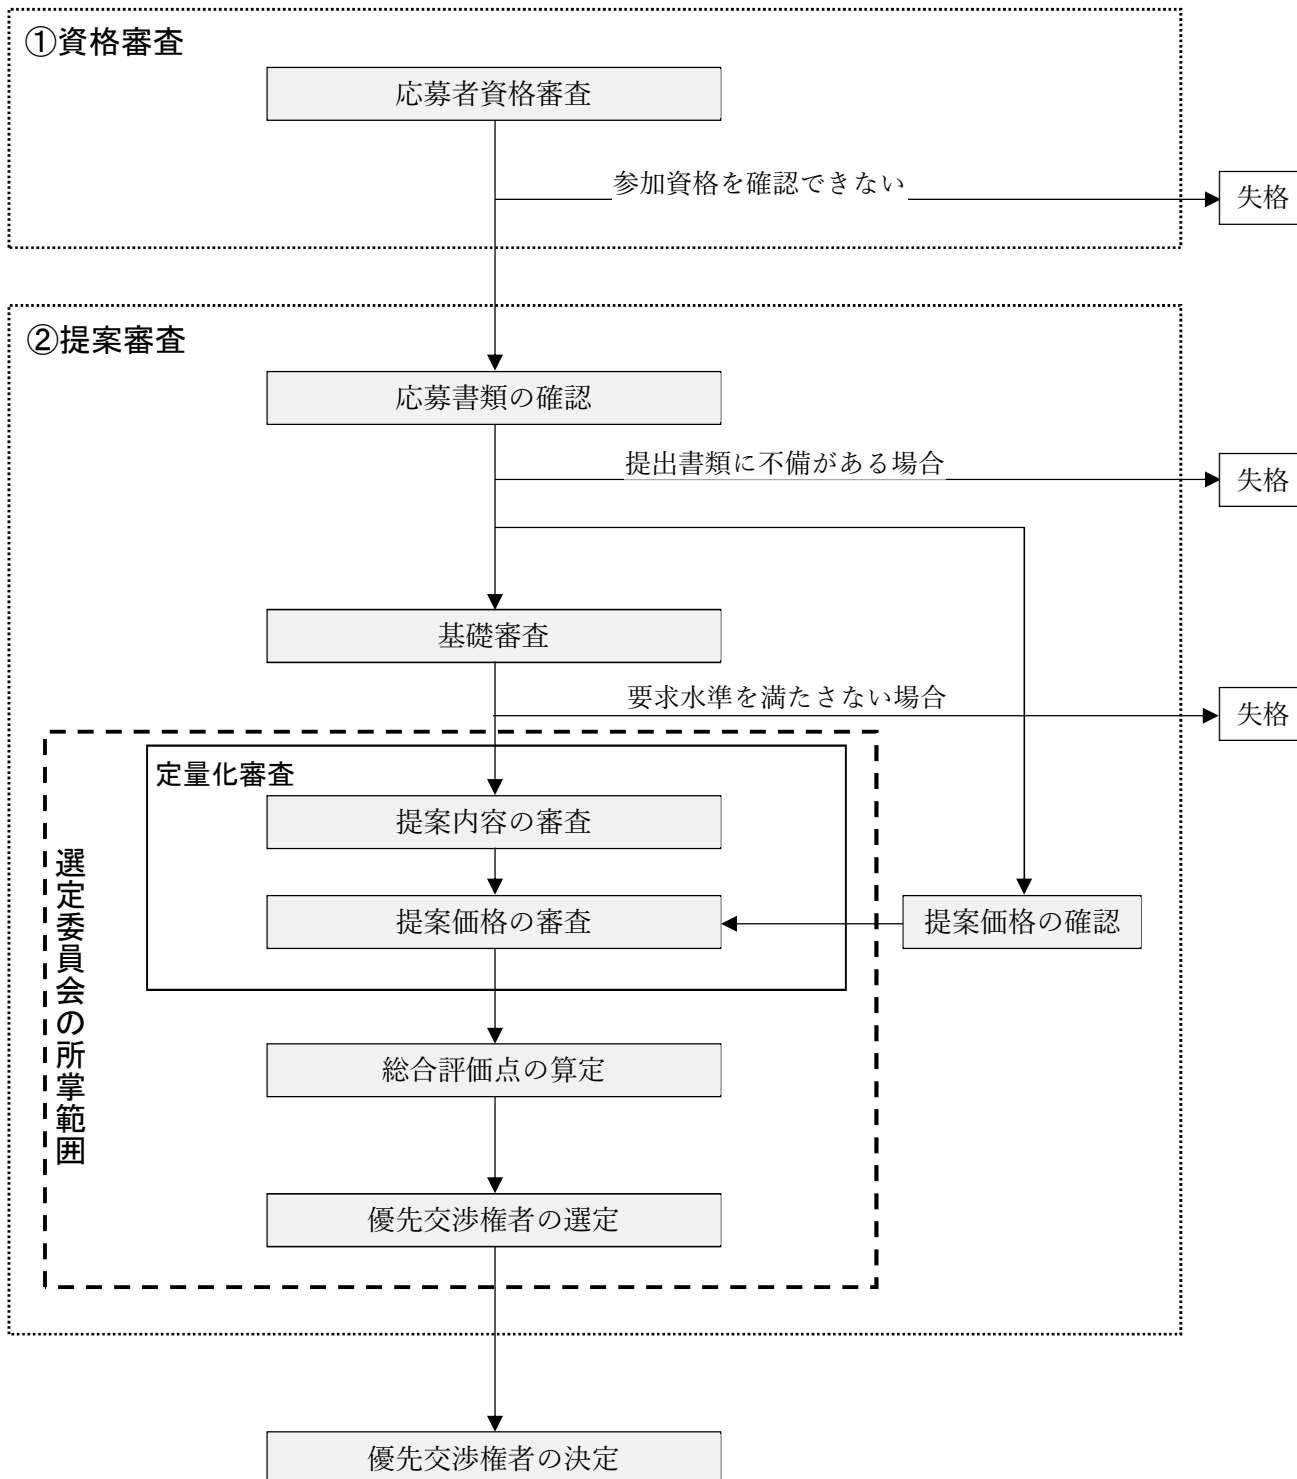 ①資格審査
応募者資格審査
参加資格を確認できない
失格
②提案審査
応募書類の確認
提出書類に不備がある場合
失格
基礎審査
要求水準を満たさない場合
失格
定量化審査
提案内容の審査
選定委員会の所掌範囲
提案価格の審査
提案価格の確認
総合評価点の算定
優先交渉権者の選定
優先交渉権者の決定